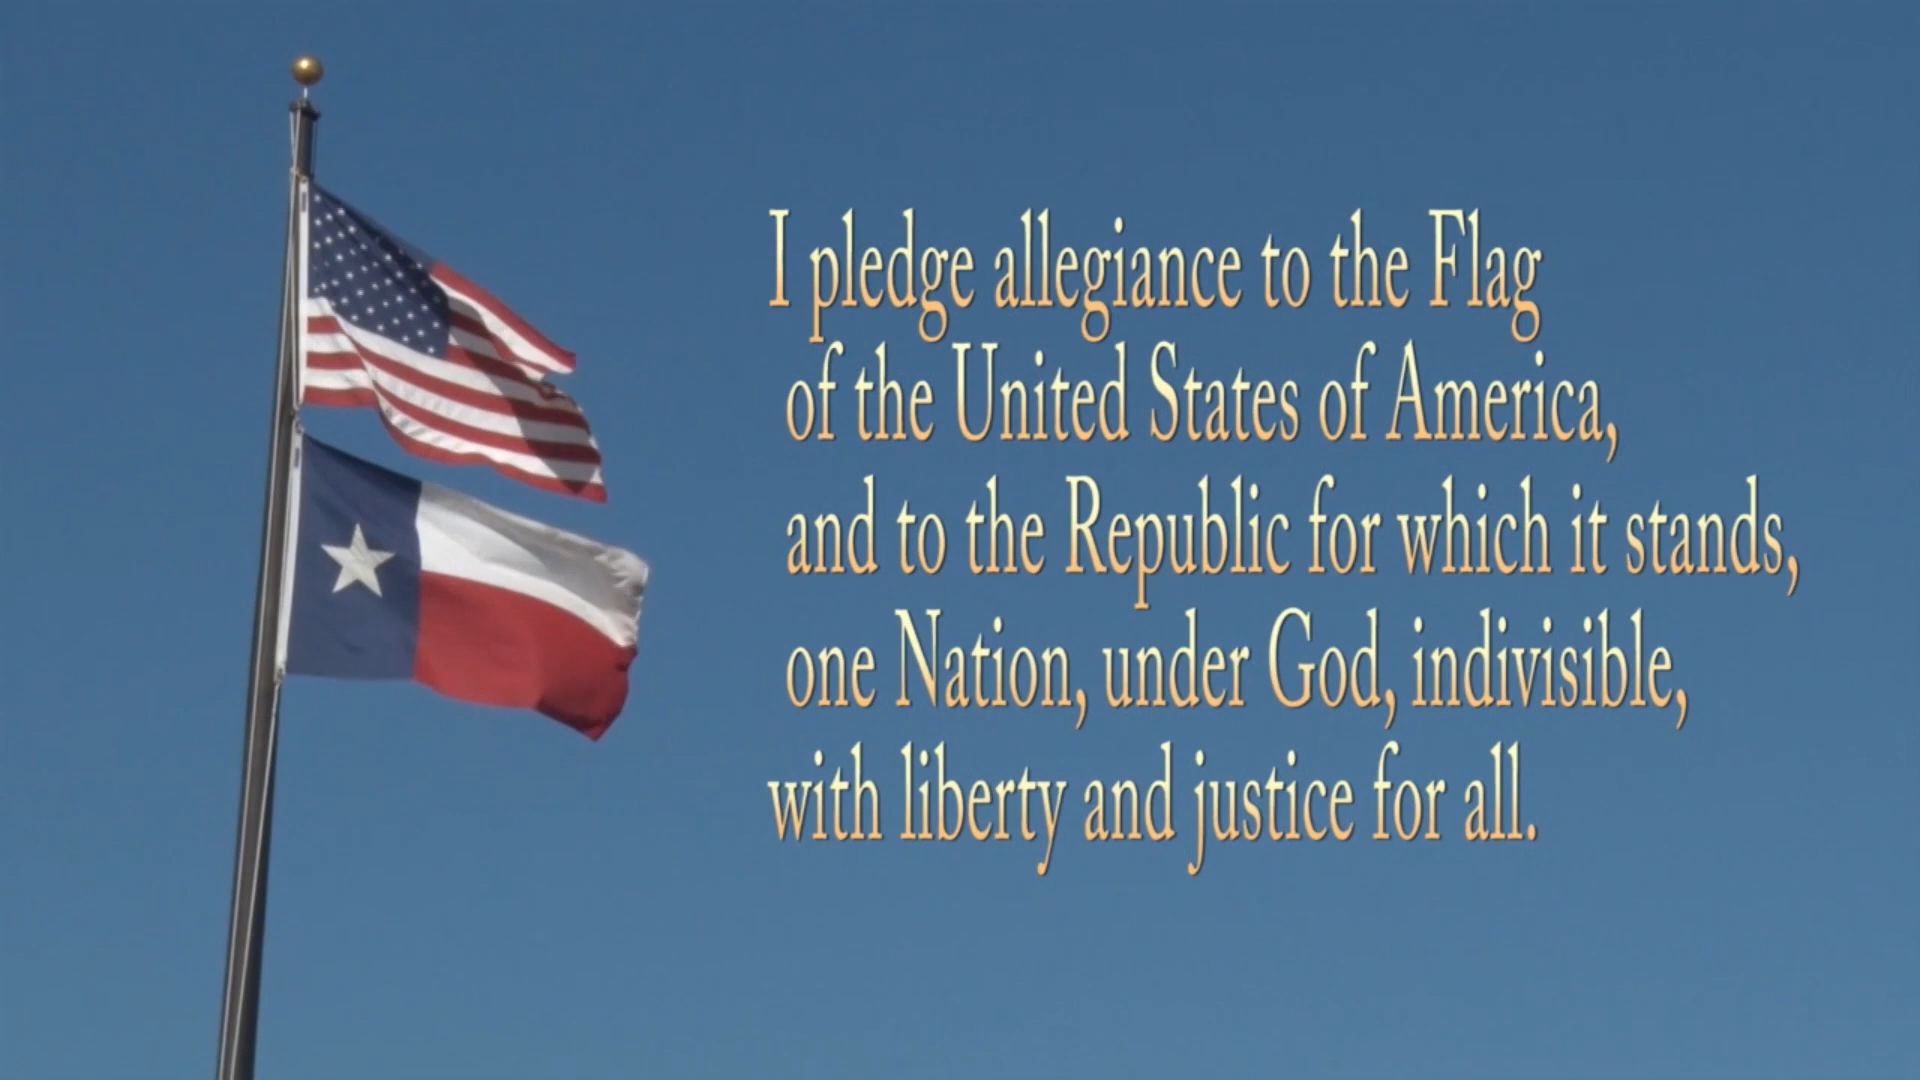 I pledge allegiance to the Flag
of the United States of America,
and to the Republic for which it stands,
one Nation, under God, indivisible,
with liberty and justice for all.